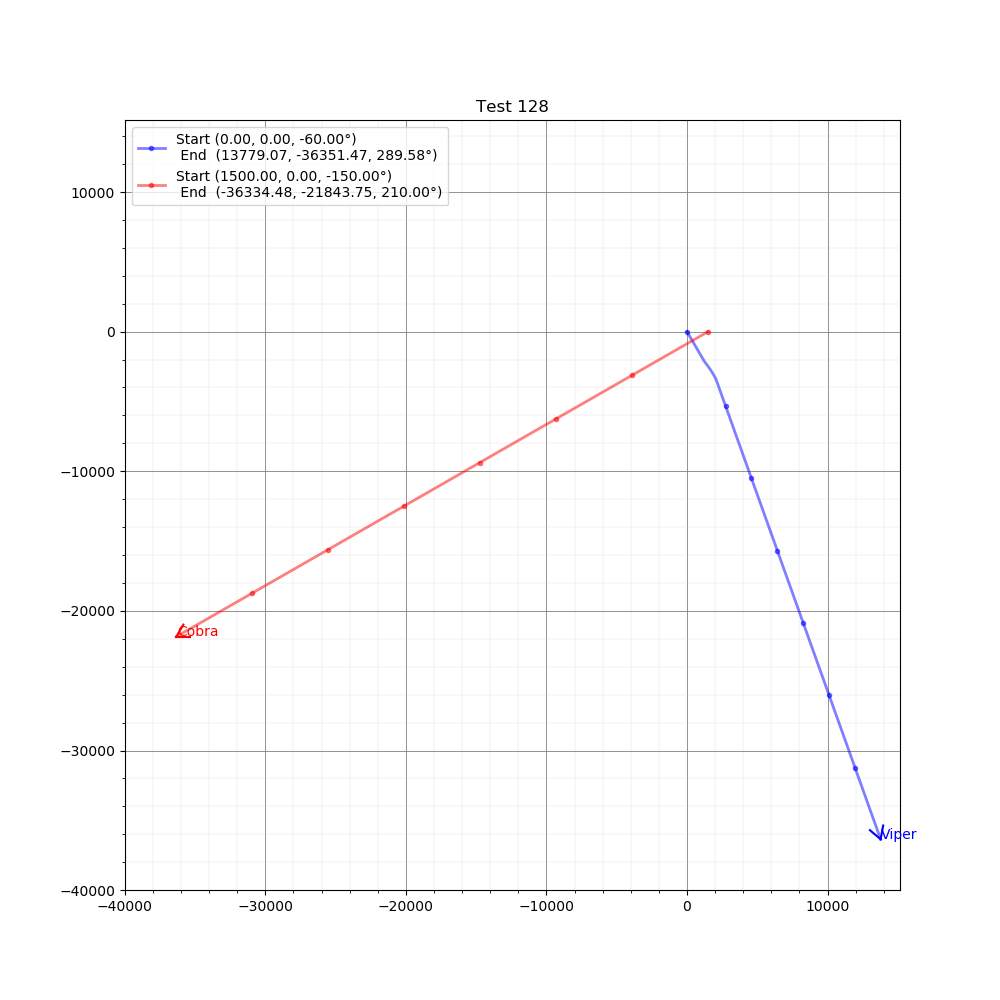 Test 128
Start (0.00, 0.00, -60.00°)
End  (13779.07, -36351.47, 289.58°)
Start (1500.00, 0.00, -150.00°)
End  (-36334.48, -21843.75, 210.00°)
10000
0
−10000
−20000
−30000
−40000
Cobra
Viper
−40000
−30000
−20000
−10000
0
10000